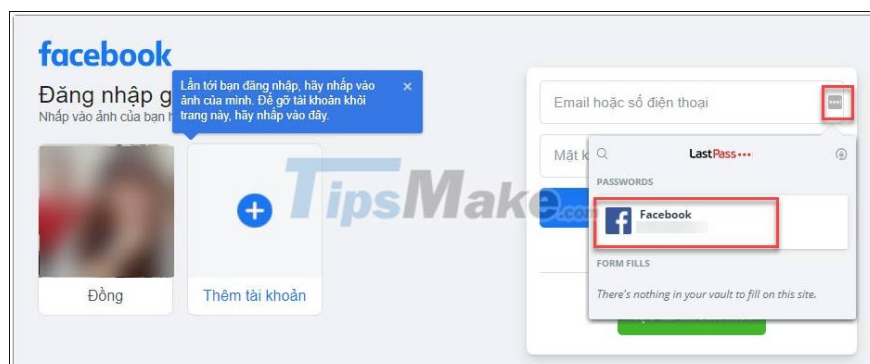 facebook
Đăng nhập g
Nhấp vào ảnh của bạn h
Lần tới bạn đăng nhập, hãy nhấp vào
ảnh của mình. Để gỡ tài khoản khỏi
trang này, hãy nhấp vào đây.
Đồng
Thêm tài khoản
TipsMake.com
Email hoặc số điện thoại
Mật k
LastPass
PASSWORDS
Facebook
FORM FILLS
There's nothing in your vault to fill on this site.